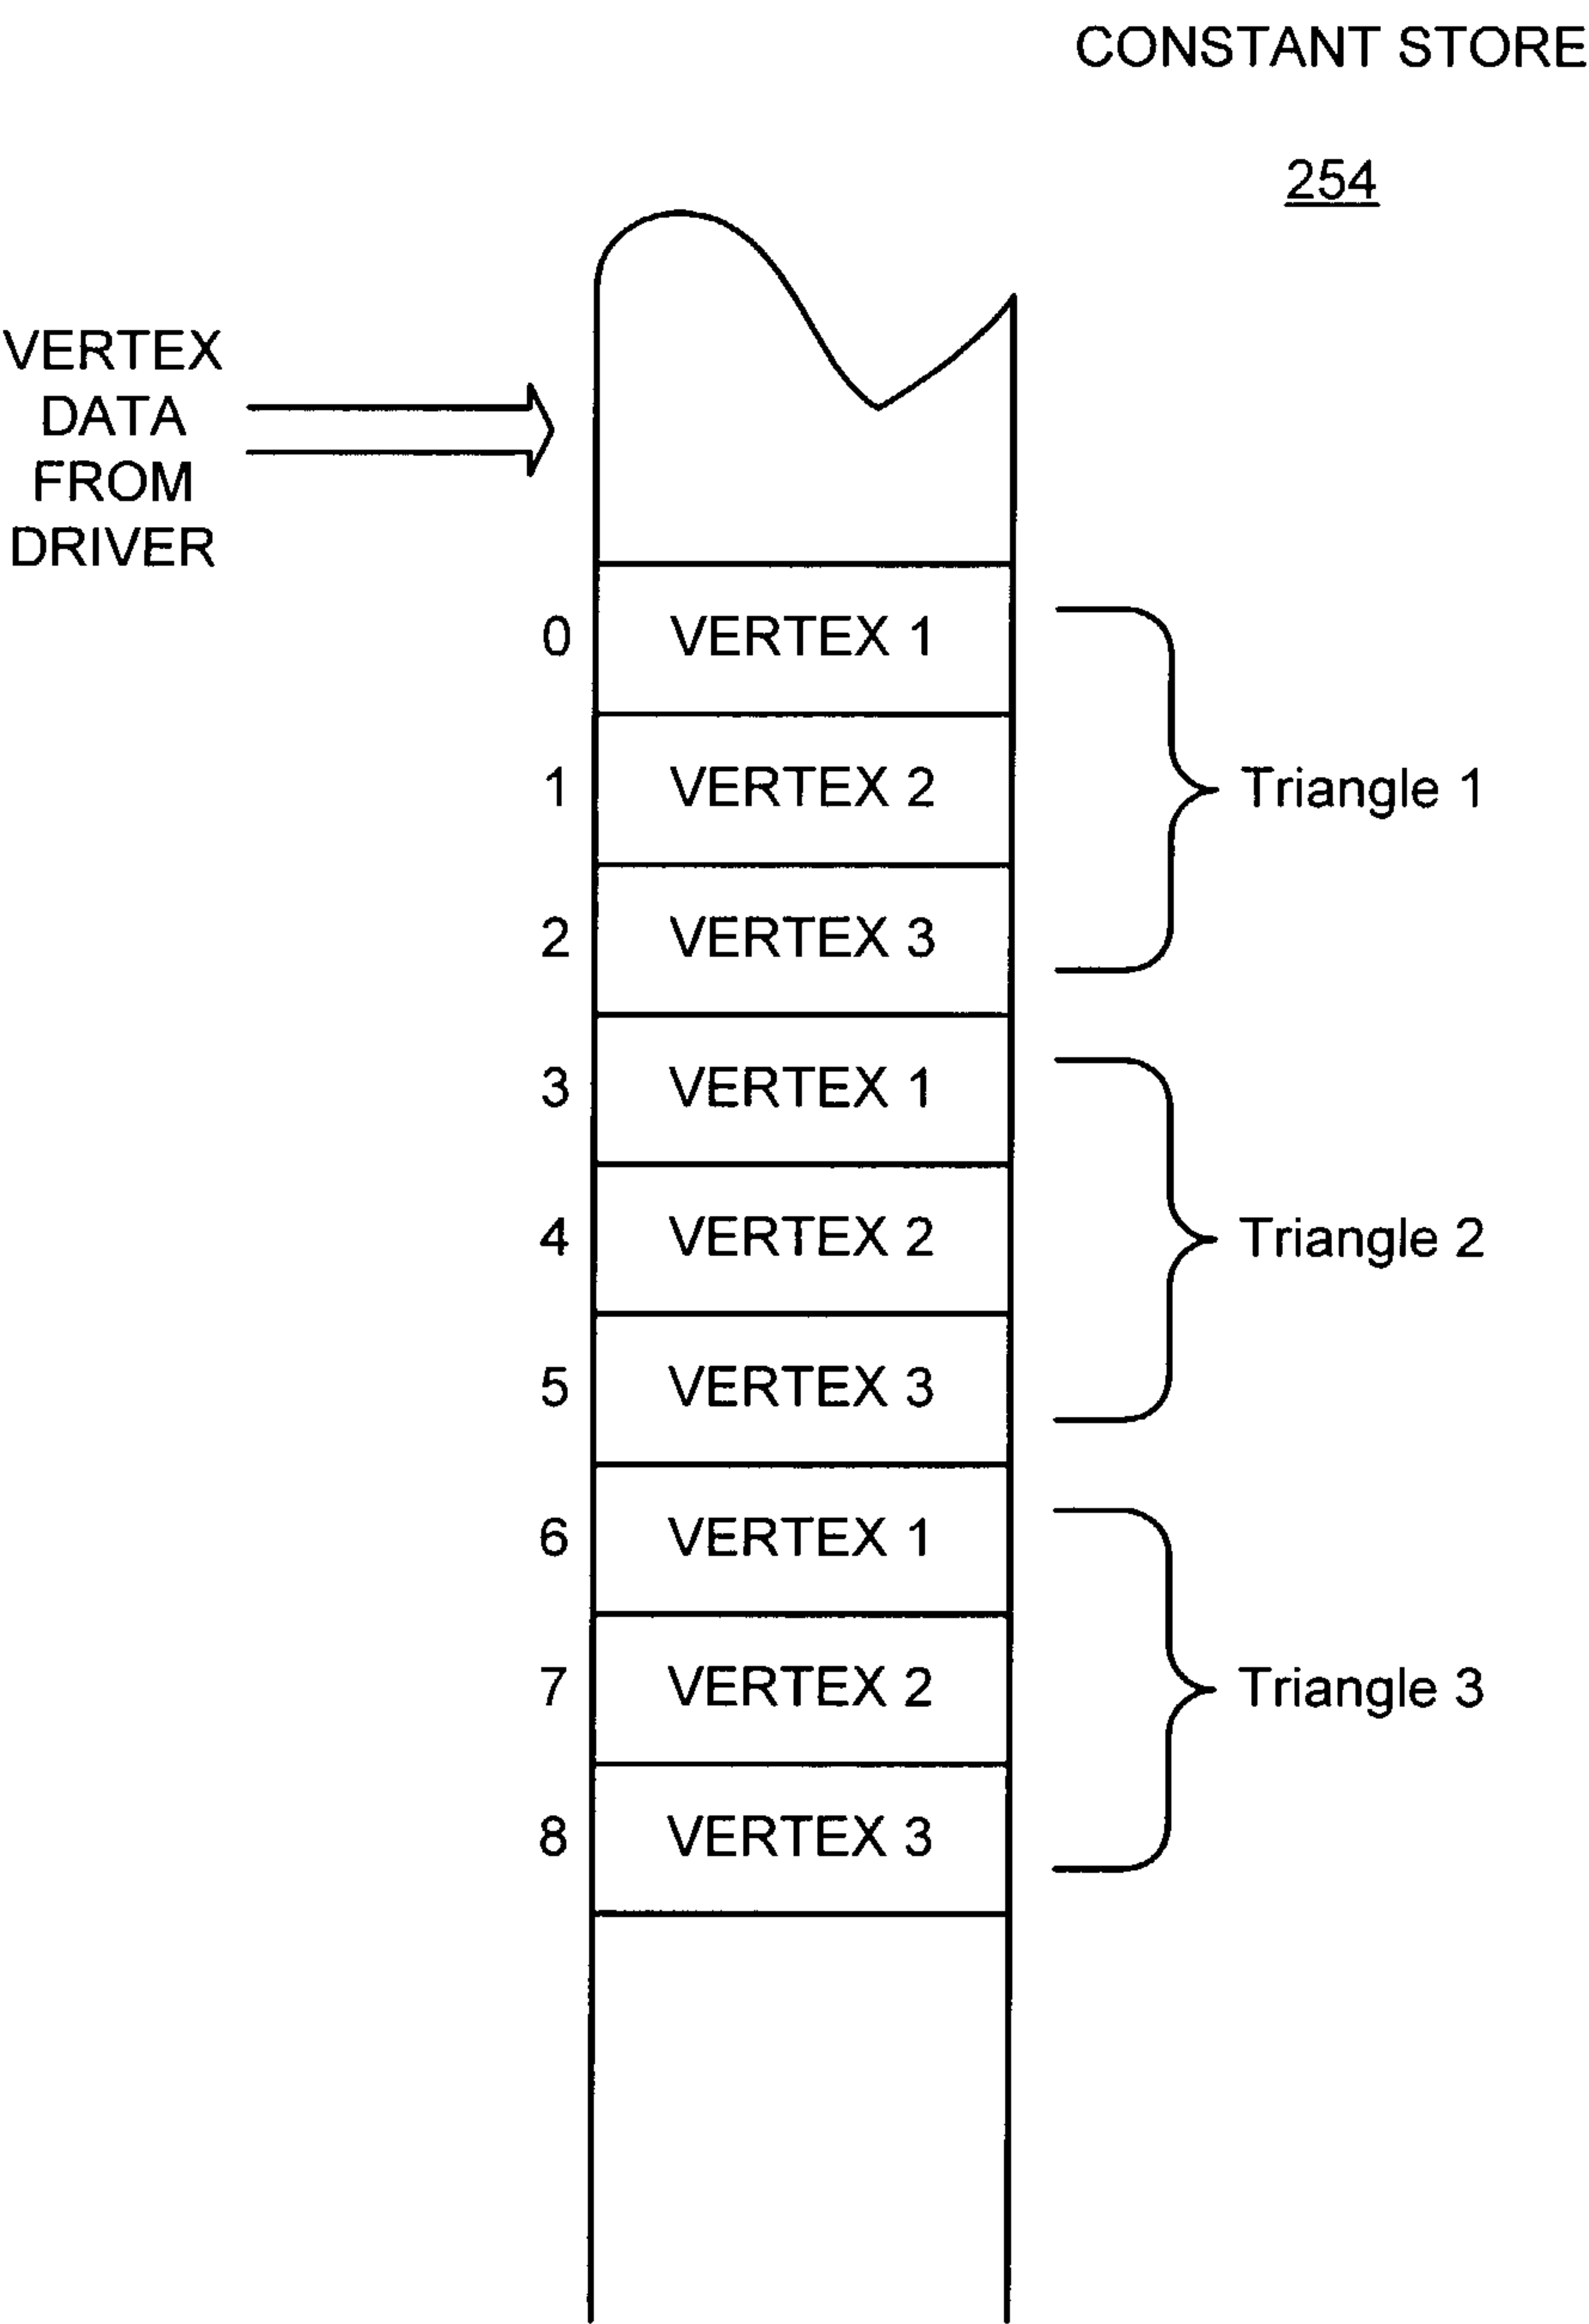 CONSTANT STORE
254
VERTEX
DATA
FROM
DRIVER
0 VERTEX 1
1 VERTEX 2
Triangle 1
2 VERTEX 3
3 VERTEX 1
4 VERTEX 2
Triangle 2
5 VERTEX 3
6 VERTEX 1
7 VERTEX 2
Triangle 3
8 VERTEX 3